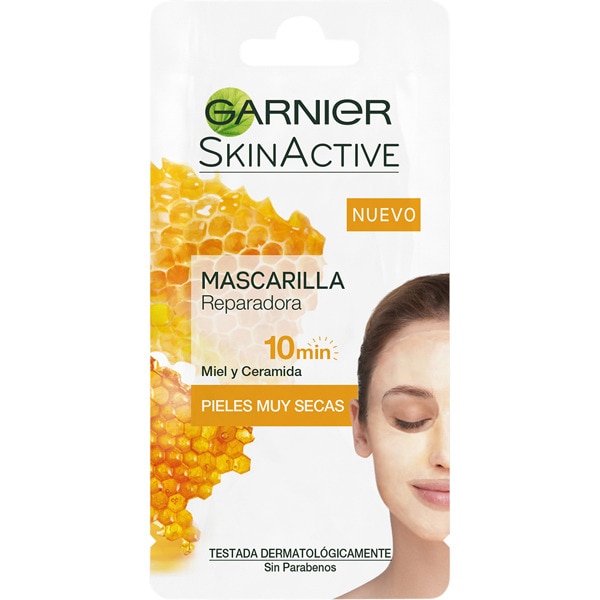 GARNIER
SKINACTIVE
NUEVO
MASCARILLA
Reparadora
10min
Miel y Ceramida
PIELES MUY SECAS
TESTADA DERMATOLÓGICAMENTE
Sin Parabenos